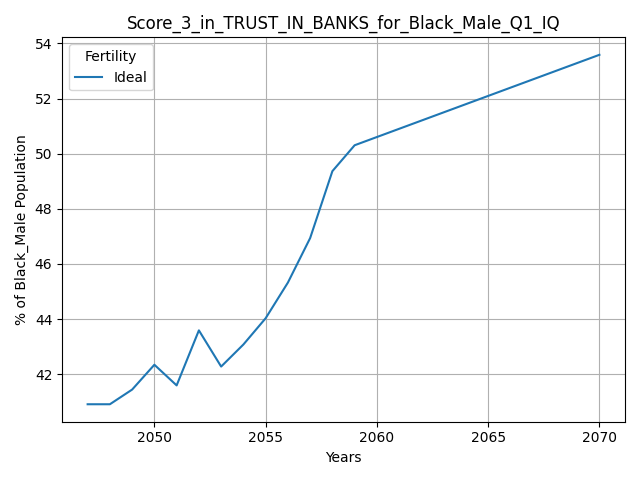 Score_3_in_TRUST_IN_BANKS_for_Black_Male_Q1_IQ
Fertility
Ideal
% of Black_Male Population
54
52
50
48
46
44
42
2050 2055 2060 2065 2070
Years